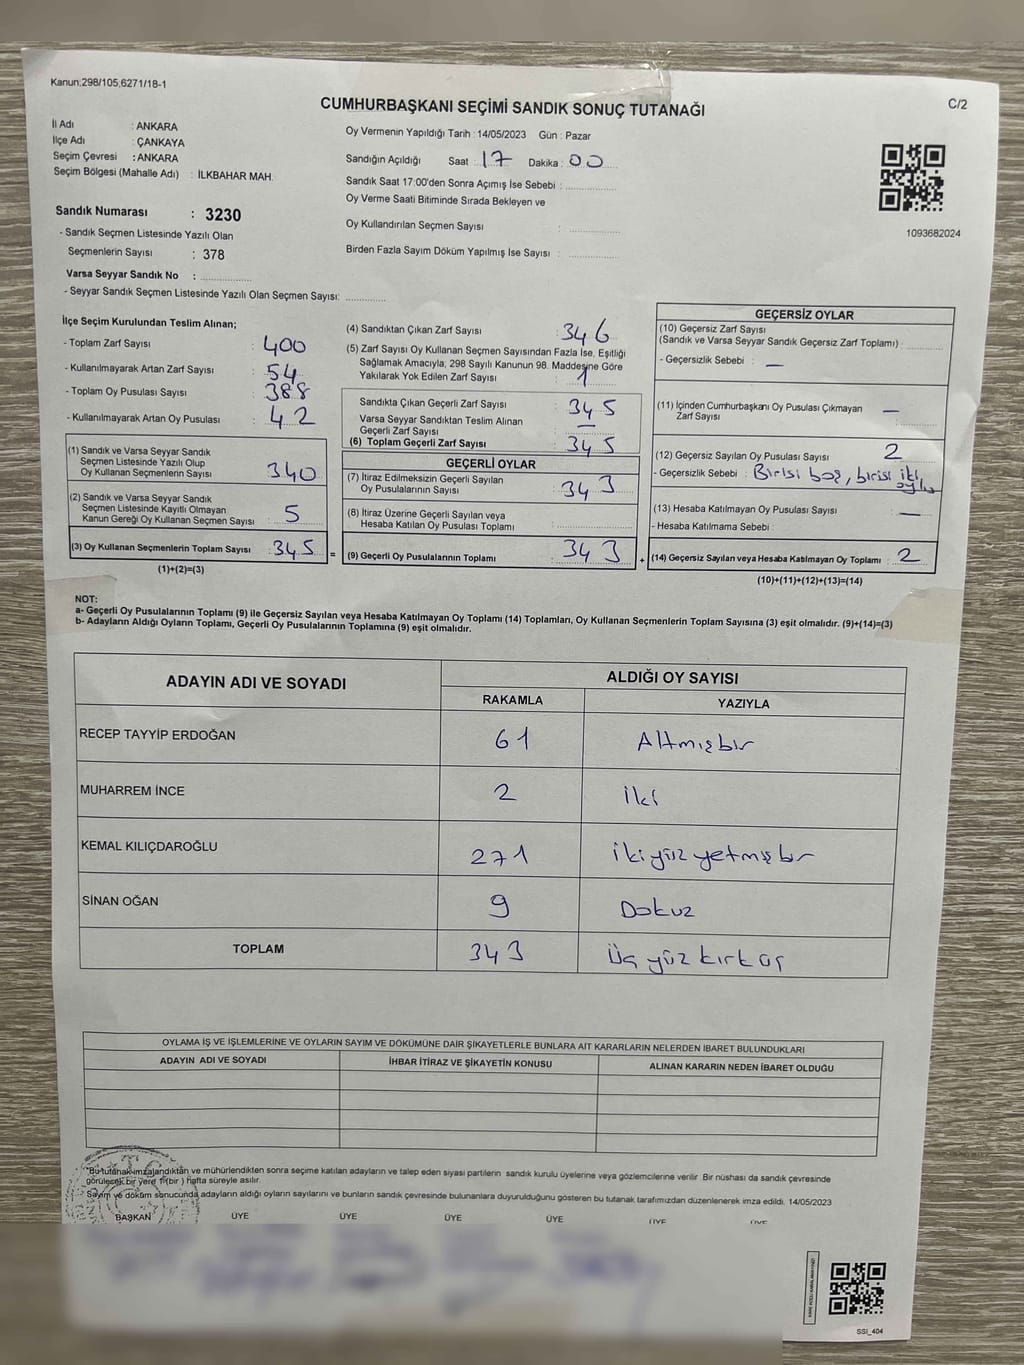 Kanun;298/105,6271/18-1
CUMHURBAŞKANI SEÇİMİ SANDIK SONUÇ TUTANAĞI
C/2
İl Adı : ANKARA
İlçe Adı : ÇANKAYA
Seçim Çevresi : ANKARA
Seçim Bölgesi (Mahalle Adı) : İLKBAHAR MAH.
Sandık Numarası : 3230
- Sandık Seçmen Listesinde Yazılı Olan
Seçmenlerin Sayısı : 378
Varsa Seyyar Sandık No :
- Seyyar Sandık Seçmen Listesinde Yazılı Olan Seçmen Sayısı:
Oy Vermenin Yapıldığı Tarih : 14/05/2023 Gün : Pazar
Sandığın Açıldığı Saat : 17 Dakika : 00
Sandık Saat 17:00'den Sonra Açımış İse Sebebi :
Oy Verme Saati Bitiminde Sırada Bekleyen ve
Oy Kullandırılan Seçmen Sayısı :
Birden Fazla Sayım Döküm Yapılmış İse Sayısı :
1093682024
İlçe Seçim Kurulundan Teslim Alınan;
- Toplam Zarf Sayısı : 400
- Kullanılmayarak Artan Zarf Sayısı : 54
- Toplam Oy Pusulası Sayısı : 388
- Kullanılmayarak Artan Oy Pusulası : 42
(1) Sandık ve Varsa Seyyar Sandık
Seçmen Listesinde Yazılı Olup
Oy Kullanan Seçmenlerin Sayısı : 340
(2) Sandık ve Varsa Seyyar Sandık
Seçmen Listesinde Kayıtlı Olmayan
Kanun Gereği Oy Kullanan Seçmen Sayısı : 5
(3) Oy Kullanan Seçmenlerin Toplam Sayısı : 345
(1)+(2)=(3)
=
(4) Sandıktan Çıkan Zarf Sayısı : 346
(5) Zarf Sayısı Oy Kullanan Seçmen Sayısından Fazla İse, Eşitliği
Sağlamak Amacıyla; 298 Sayılı Kanunun 98. Maddesine Göre
Yakılarak Yok Edilen Zarf Sayısı : 1
Sandıkta Çıkan Geçerli Zarf Sayısı : 345
Varsa Seyyar Sandıktan Teslim Alınan
Geçerli Zarf Sayısı : —
(6) Toplam Geçerli Zarf Sayısı : 345
GEÇERLİ OYLAR
(7) İtiraz Edilmeksizin Geçerli Sayılan
Oy Pusulalarının Sayısı : 343
(8) İtiraz Üzerine Geçerli Sayılan veya
Hesaba Katılan Oy Pusulası Toplamı :
(9) Geçerli Oy Pusulalarının Toplamı : 343
+
GEÇERSİZ OYLAR
(10) Geçersiz Zarf Sayısı
(Sandık ve Varsa Seyyar Sandık Geçersiz Zarf Toplamı) :
- Geçersizlik Sebebi : —
(11) İçinden Cumhurbaşkanı Oy Pusulası Çıkmayan
Zarf Sayısı : —
(12) Geçersiz Sayılan Oy Pusulası Sayısı : 2
- Geçersizlik Sebebi : Birisi boş, birisi iki
oylu
(13) Hesaba Katılmayan Oy Pusulası Sayısı : —
- Hesaba Katılmama Sebebi :
(14) Geçersiz Sayılan veya Hesaba Katılmayan Oy Toplamı : 2
(10)+(11)+(12)+(13)=(14)
NOT:
a- Geçerli Oy Pusulalarının Toplamı (9) ile Geçersiz Sayılan veya Hesaba Katılmayan Oy Toplamı (14) Toplamları, Oy Kullanan Seçmenlerin Toplam Sayısına (3) eşit olmalıdır. (9)+(14)=(3)
b- Adayların Aldığı Oyların Toplamı, Geçerli Oy Pusulalarının Toplamına (9) eşit olmalıdır.
ADAYIN ADI VE SOYADI ALDIĞI OY SAYISI
RAKAMLA YAZIYLA
RECEP TAYYİP ERDOĞAN 61 Altmışbir
MUHARREM İNCE 2 İki
KEMAL KILIÇDAROĞLU 271 ikiyüz yetmişbir
SİNAN OĞAN 9 Dokuz
TOPLAM 343 Üç yüz kırk üç
OYLAMA İŞ VE İŞLEMLERİNE VE OYLARIN SAYIM VE DÖKÜMÜNE DAİR ŞİKAYETLERLE BUNLARA AİT KARARLARIN NELERDEN İBARET BULUNDUKLARI
ADAYIN ADI VE SOYADI İHBAR İTİRAZ VE ŞİKAYETİN KONUSU ALINAN KARARIN NEDEN İBARET OLDUĞU
*Bu tutanak imzalandıktan ve mühürlendikten sonra seçime katılan adayların ve talep eden siyasi partilerin sandık kurulu üyelerine veya gözlemcilerine verilir. Bir nüshası da sandık çevresinde
görülecek bir yere 1 (bir) hafta süreyle asılır.
* Sayım ve döküm sonucunda adayların aldığı oyların sayılarını ve bunların sandık çevresinde bulunanlara duyurulduğunu gösteren bu tutanak tarafımızdan düzenlenerek imza edildi. 14/05/2023
BAŞKAN ÜYE ÜYE ÜYE ÜYE ÜYE ÜYE
SSI_404